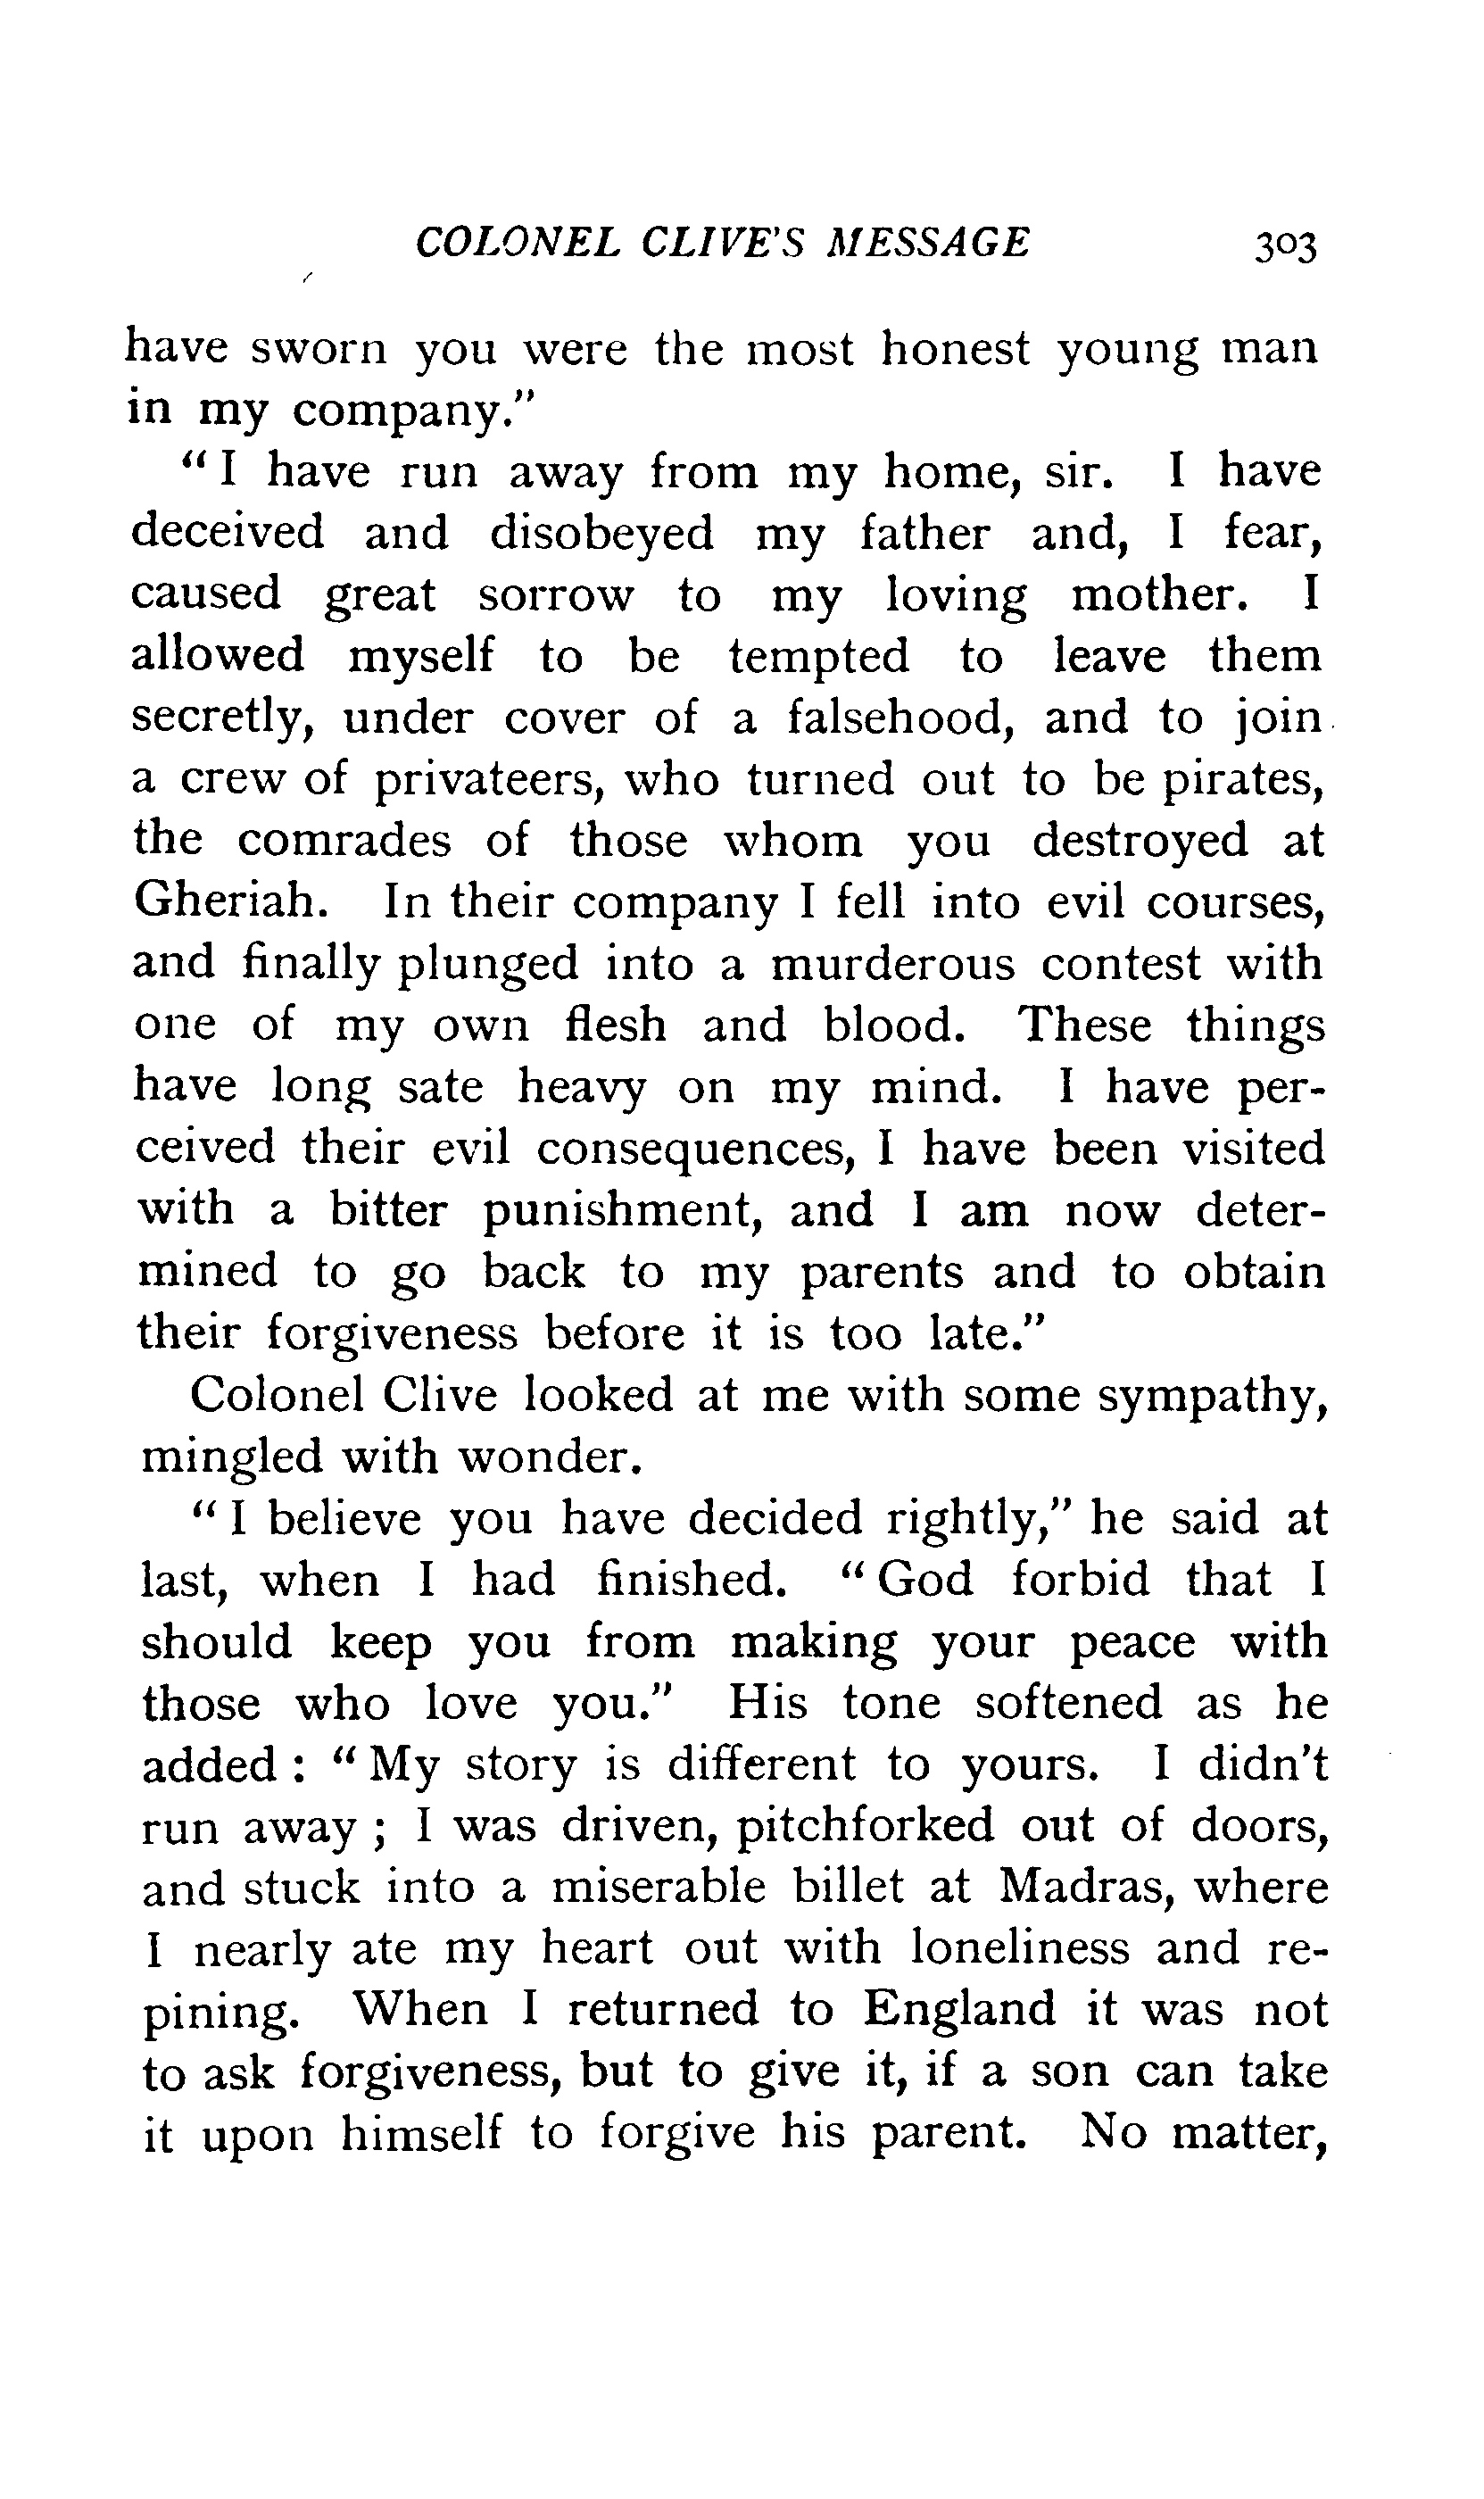 COLONEL CLIVE'S MESSAGE 303
have sworn you were the most honest young man
in my company."
" I have run away from my home, sir. I have
deceived and disobeyed my father and, I fear,
caused great sorrow to my loving mother. I
allowed myself to be tempted to leave them
secretly, under cover of a falsehood, and to join
a crew of privateers, who turned out to be pirates,
the comrades of those whom you destroyed at
Gheriah. In their company I fell into evil courses,
and finally plunged into a murderous contest with
one of my own flesh and blood. These things
have long sate heavy on my mind. I have per-
ceived their evil consequences, I have been visited
with a bitter punishment, and I am now deter-
mined to go back to my parents and to obtain
their forgiveness before it is too late."
Colonel Clive looked at me with some sympathy,
mingled with wonder.
" I believe you have decided rightly," he said at
last, when I had finished. " God forbid that I
should keep you from making your peace with
those who love you." His tone softened as he
added : " My story is different to yours. I didn't
run away ; I was driven, pitchforked out of doors,
and stuck into a miserable billet at Madras, where
I nearly ate my heart out with loneliness and re-
pining. When I returned to England it was not
to ask forgiveness, but to give it, if a son can take
it upon himself to forgive his parent. No matter,